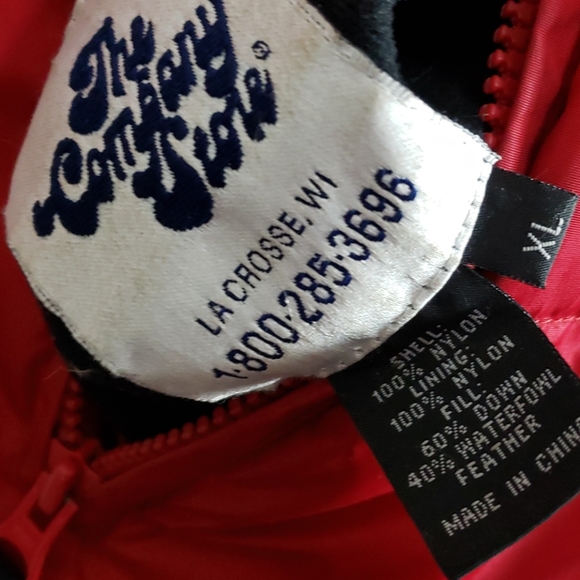 The
Company
Store®
LA CROSSE, WI
1·800·285·3696
XL
SHELL:
100% NYLON
LINING:
100% NYLON
FILL:
60% DOWN
40% WATERFOWL
FEATHER
MADE IN CHINA